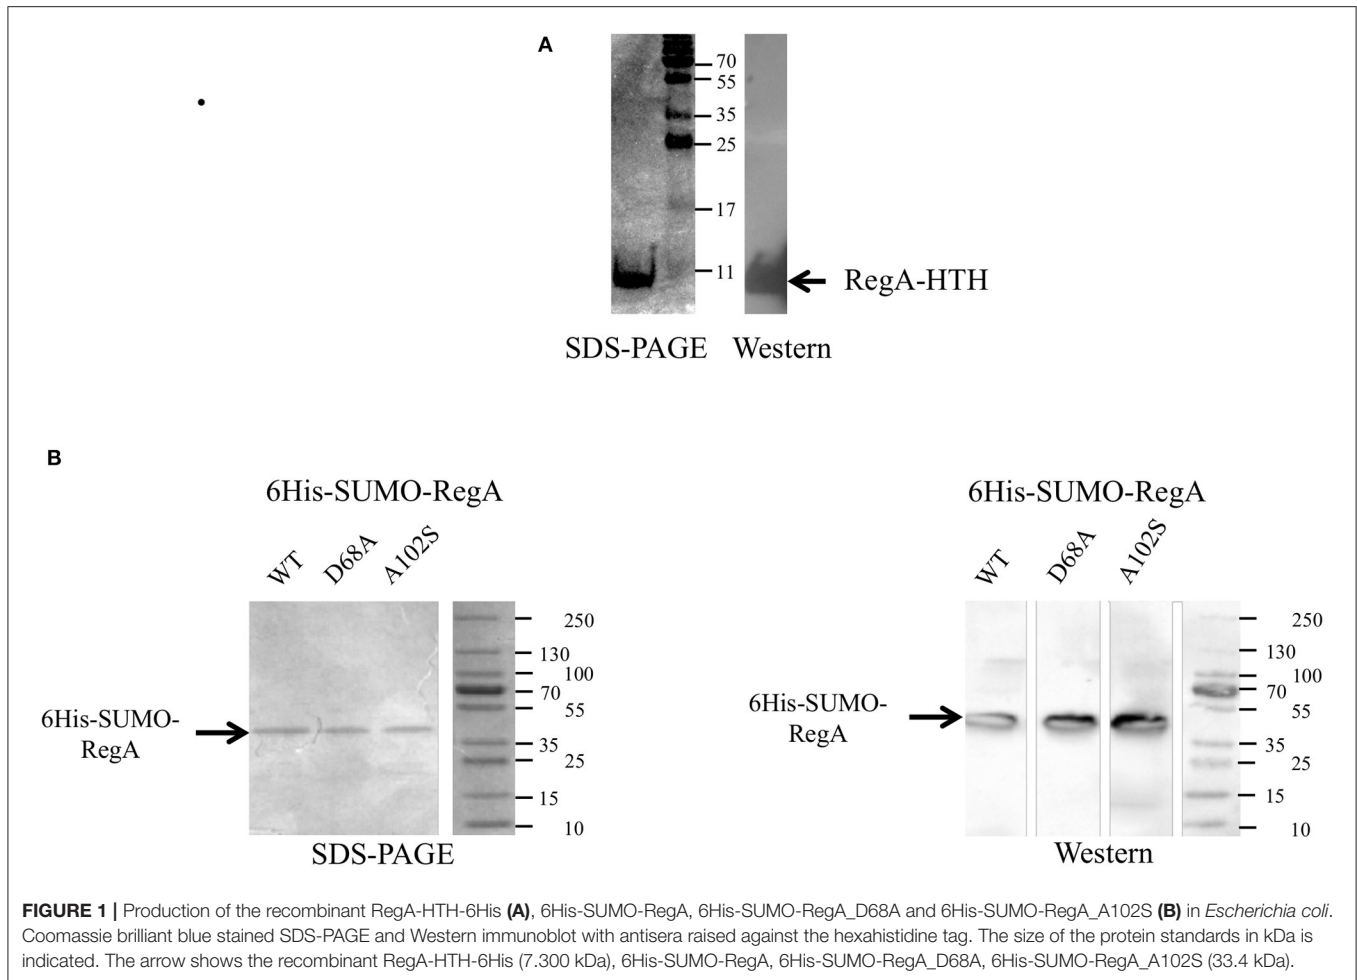 (A)
70
55
35
25
17
11
RegA-HTH
SDS-PAGE Western
B
6His-SUMO-RegA
WT D68A A102S
250
130
100
70
55
35
25
15
10
6His-SUMO-
RegA
SDS-PAGE
6His-SUMO-RegA
WT D68A A102S
250
130
100
70
55
35
25
15
10
6His-SUMO-
RegA
Western
FIGURE 1 | Production of the recombinant RegA-HTH-6His (A), 6His-SUMO-RegA, 6His-SUMO-RegA_D68A and 6His-SUMO-RegA_A102S (B) in Escherichia coli.
Coomassie brilliant blue stained SDS-PAGE and Western immunoblot with antisera raised against the hexahistidine tag. The size of the protein standards in kDa is
indicated. The arrow shows the recombinant RegA-HTH-6His (7.300 kDa), 6His-SUMO-RegA, 6His-SUMO-RegA_D68A, 6His-SUMO-RegA_A102S (33.4 kDa).